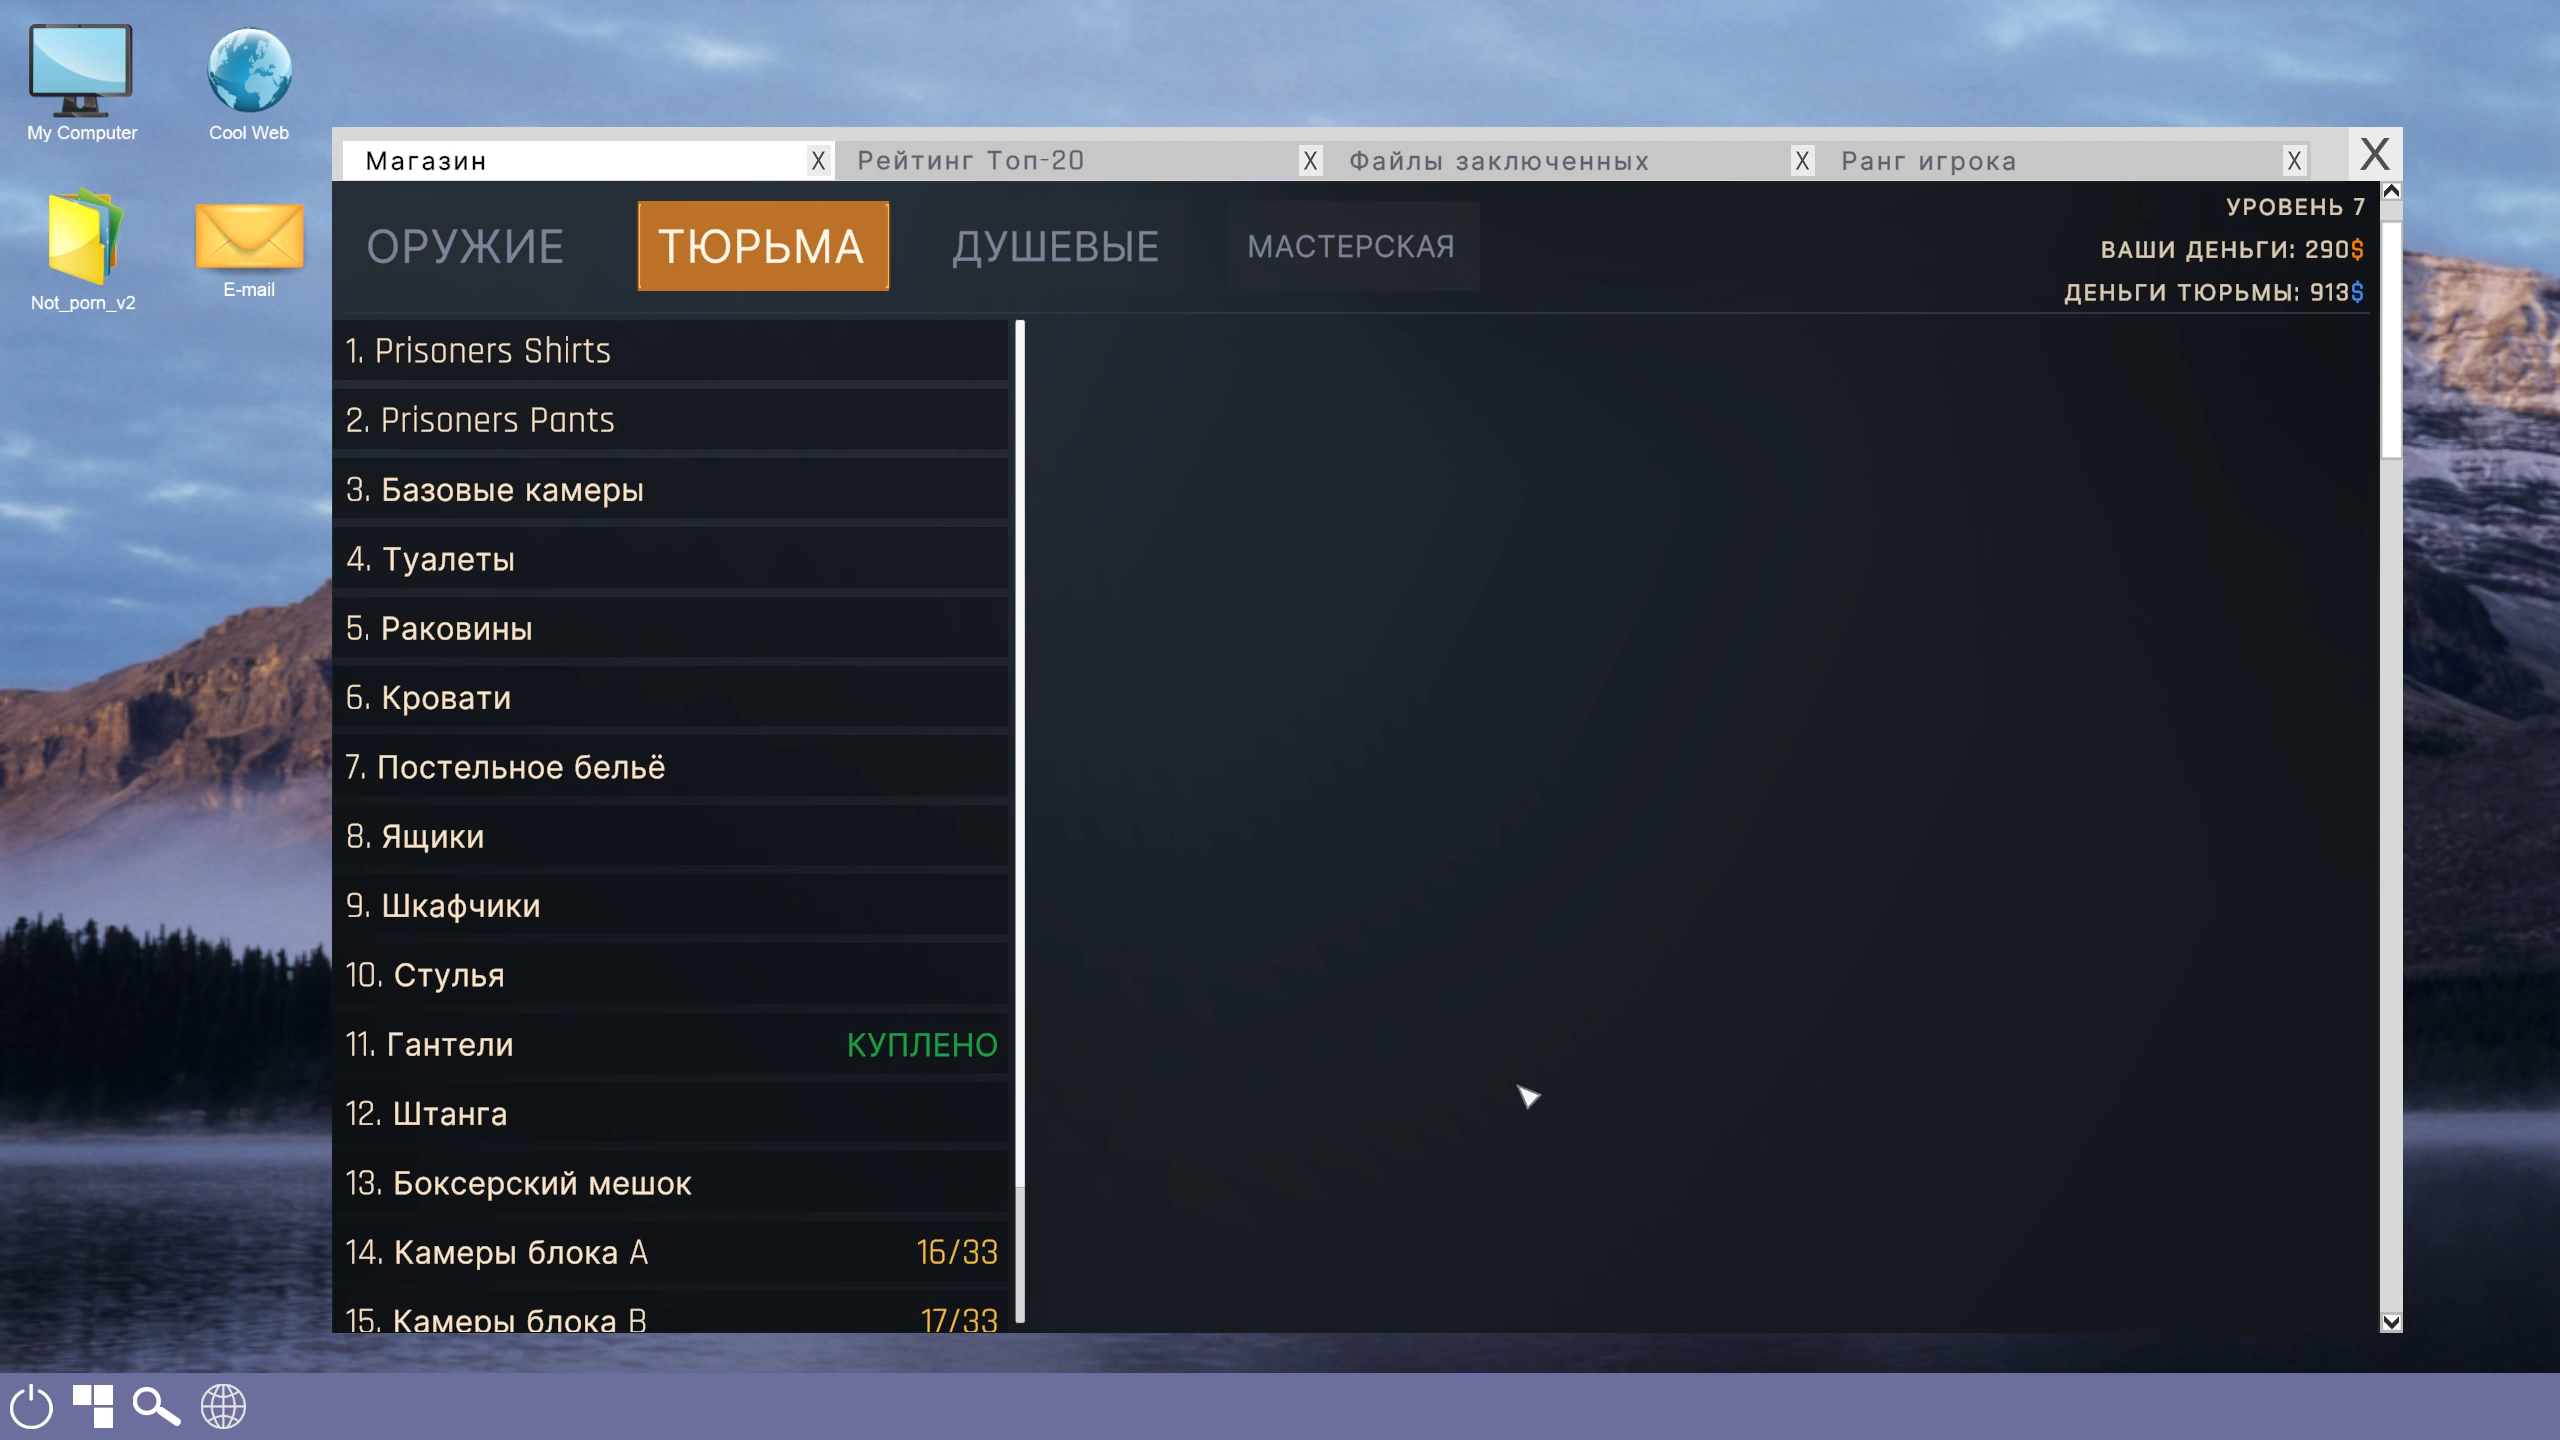 My Computer
Cool Web
Not_porn_v2
E-mail
Магазин X
Рейтинг Топ-20 X
Файлы заключенных X
Ранг игрока X
X
ОРУЖИЕ
ТЮРЬМА
ДУШЕВЫЕ
МАСТЕРСКАЯ
УРОВЕНЬ 7
ВАШИ ДЕНЬГИ: 290$
ДЕНЬГИ ТЮРЬМЫ: 913$
1. Prisoners Shirts
2. Prisoners Pants
3. Базовые камеры
4. Туалеты
5. Раковины
6. Кровати
7. Постельное бельё
8. Ящики
9. Шкафчики
10. Стулья
11. Гантели КУПЛЕНО
12. Штанга
13. Боксерский мешок
14. Камеры блока A 16/33
15. Камеры блока B 17/33